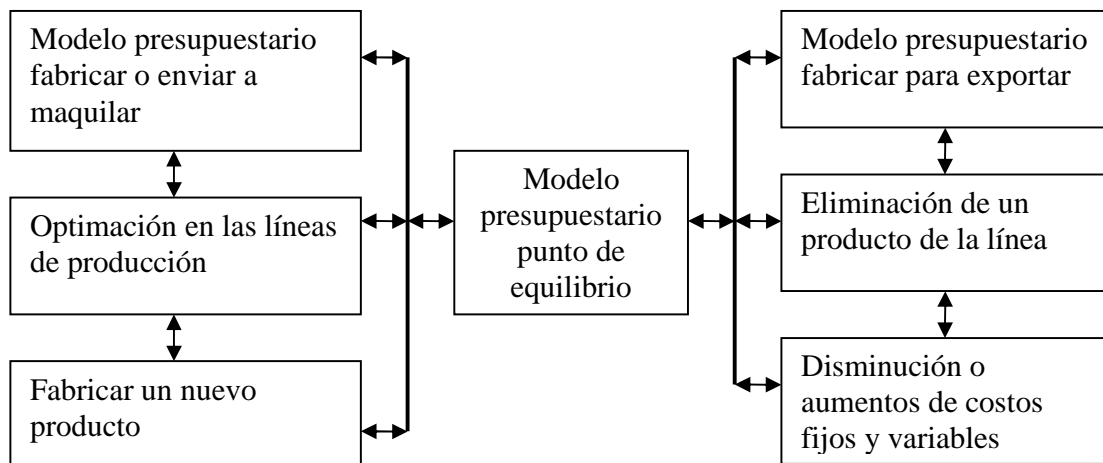 Modelo presupuestario
fabricar o enviar a
maquilar
Optimación en las líneas
de producción
Fabricar un nuevo
producto
Modelo
presupuestario
punto de
equilibrio
Modelo presupuestario
fabricar para exportar
Eliminación de un
producto de la línea
Disminución o
aumentos de costos
fijos y variables